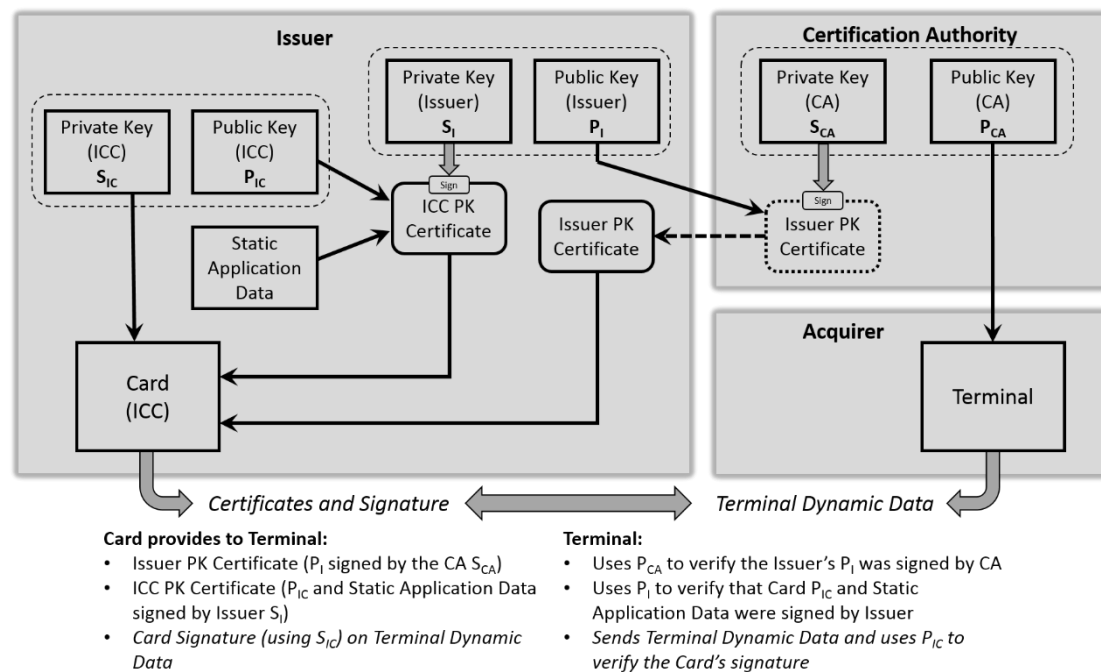 Issuer
Certification Authority
Private Key
(Issuer)
S_I
Public Key
(Issuer)
P_I
Private Key
(CA)
S_CA
Public Key
(CA)
P_CA
Private Key
(ICC)
S_IC
Public Key
(ICC)
P_IC
Sign
ICC PK
Certificate
Sign
Issuer PK
Certificate
Issuer PK
Certificate
Static
Application
Data
Acquirer
Card
(ICC)
Terminal
Certificates and Signature
Terminal Dynamic Data
Card provides to Terminal:
• Issuer PK Certificate (P_I signed by the CA S_CA)
• ICC PK Certificate (P_IC and Static Application Data
signed by Issuer S_I)
• Card Signature (using S_IC) on Terminal Dynamic
Data
Terminal:
• Uses P_CA to verify the Issuer's P_I was signed by CA
• Uses P_I to verify that Card P_IC and Static
Application Data were signed by Issuer
• Sends Terminal Dynamic Data and uses P_IC to
verify the Card's signature